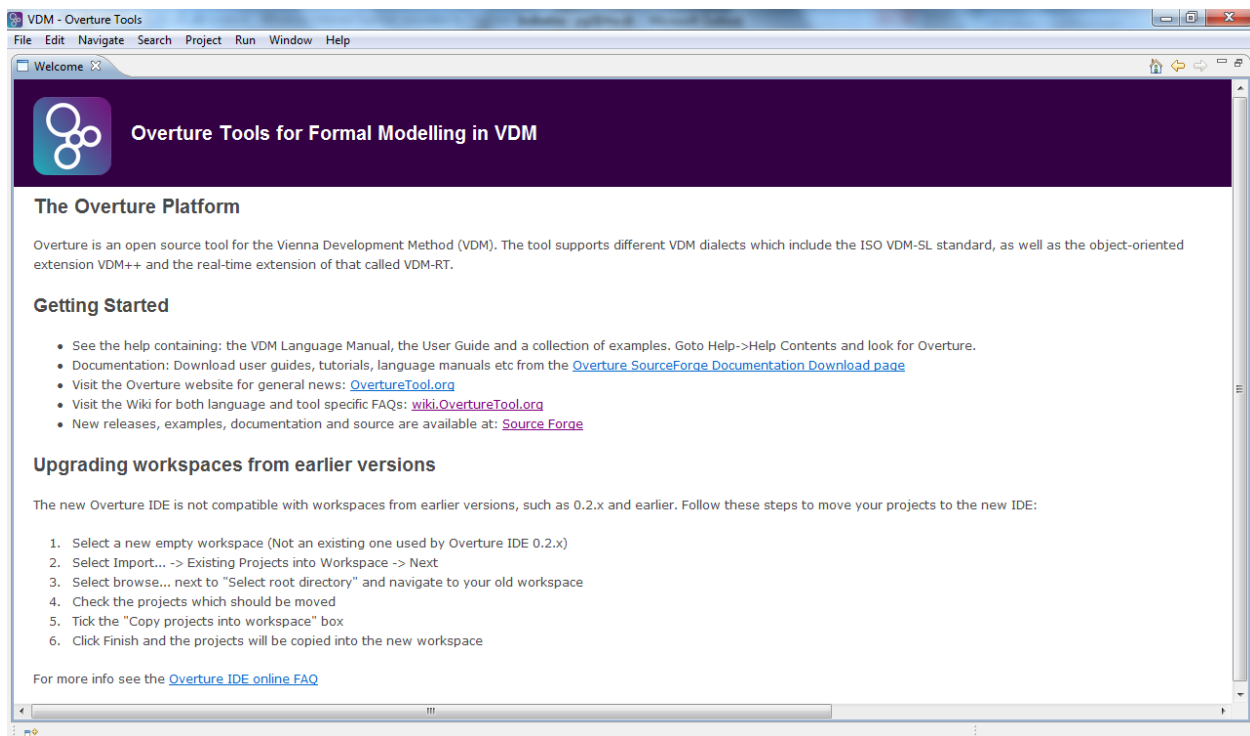 VDM - Overture Tools
File Edit Navigate Search Project Run Window Help
Welcome
Overture Tools for Formal Modelling in VDM
The Overture Platform
Overture is an open source tool for the Vienna Development Method (VDM). The tool supports different VDM dialects which include the ISO VDM-SL standard, as well as the object-oriented
extension VDM++ and the real-time extension of that called VDM-RT.
Getting Started
• See the help containing: the VDM Language Manual, the User Guide and a collection of examples. Goto Help->Help Contents and look for Overture.
• Documentation: Download user guides, tutorials, language manuals etc from the Overture SourceForge Documentation Download page
• Visit the Overture website for general news: OvertureTool.org
• Visit the Wiki for both language and tool specific FAQs: wiki.OvertureTool.org
• New releases, examples, documentation and source are available at: Source Forge
Upgrading workspaces from earlier versions
The new Overture IDE is not compatible with workspaces from earlier versions, such as 0.2.x and earlier. Follow these steps to move your projects to the new IDE:
1. Select a new empty workspace (Not an existing one used by Overture IDE 0.2.x)
2. Select Import... -> Existing Projects into Workspace -> Next
3. Select browse... next to "Select root directory" and navigate to your old workspace
4. Check the projects which should be moved
5. Tick the "Copy projects into workspace" box
6. Click Finish and the projects will be copied into the new workspace
For more info see the Overture IDE online FAQ